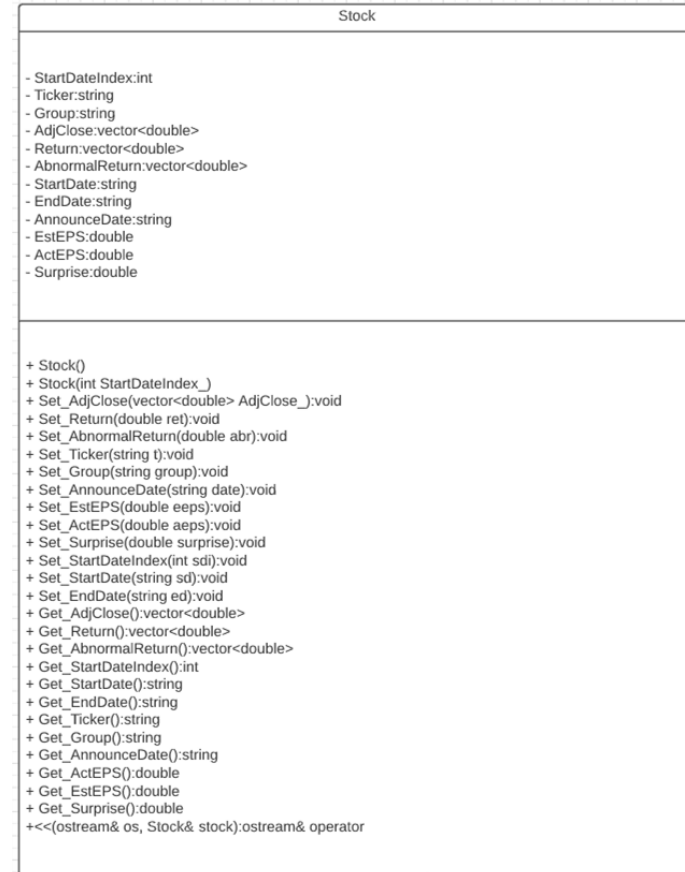 Stock
- StartDateIndex:int
- Ticker:string
- Group:string
- AdjClose:vector<double>
- Return:vector<double>
- AbnormalReturn:vector<double>
- StartDate:string
- EndDate:string
- AnnounceDate:string
- EstEPS:double
- ActEPS:double
- Surprise:double
+ Stock()
+ Stock(int StartDateIndex_)
+ Set_AdjClose(vector<double> AdjClose_):void
+ Set_Return(double ret):void
+ Set_AbnormalReturn(double abr):void
+ Set_Ticker(string t):void
+ Set_Group(string group):void
+ Set_AnnounceDate(string date):void
+ Set_EstEPS(double eeps):void
+ Set_ActEPS(double aeps):void
+ Set_Surprise(double surprise):void
+ Set_StartDateIndex(int sdi):void
+ Set_StartDate(string sd):void
+ Set_EndDate(string ed):void
+ Get_AdjClose():vector<double>
+ Get_Return():vector<double>
+ Get_AbnormalReturn():vector<double>
+ Get_StartDateIndex():int
+ Get_StartDate():string
+ Get_EndDate():string
+ Get_Ticker():string
+ Get_Group():string
+ Get_AnnounceDate():string
+ Get_ActEPS():double
+ Get_EstEPS():double
+ Get_Surprise():double
+<<(ostream& os, Stock& stock):ostream& operator